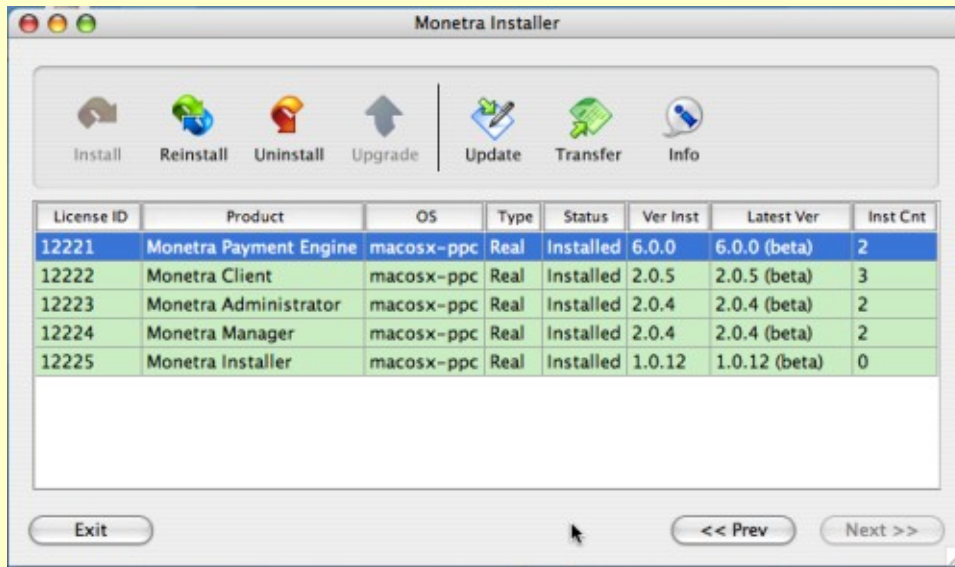 Monetra Installer
Install Reinstall Uninstall Upgrade Update Transfer Info
License ID Product OS Type Status Ver Inst Latest Ver Inst Cnt
12221 Monetra Payment Engine macosx-ppc Real Installed 6.0.0 6.0.0 (beta) 2
12222 Monetra Client macosx-ppc Real Installed 2.0.5 2.0.5 (beta) 3
12223 Monetra Administrator macosx-ppc Real Installed 2.0.4 2.0.4 (beta) 2
12224 Monetra Manager macosx-ppc Real Installed 2.0.4 2.0.4 (beta) 2
12225 Monetra Installer macosx-ppc Real Installed 1.0.12 1.0.12 (beta) 0
Exit << Prev Next >>